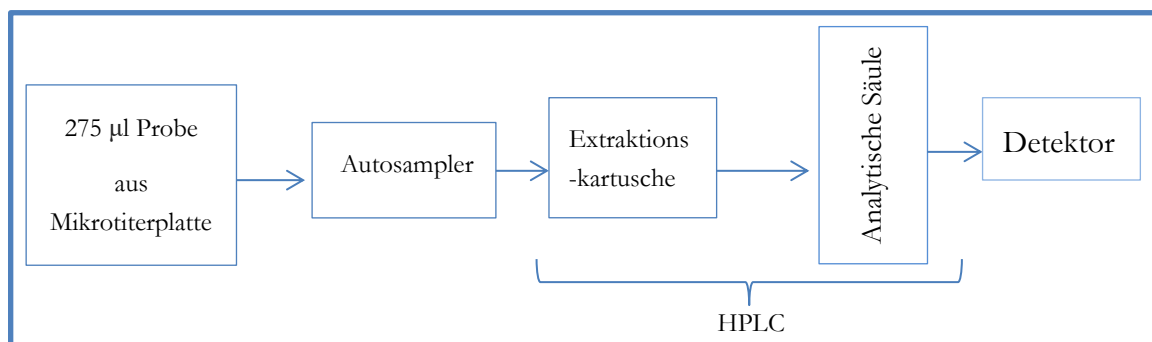 275 µl Probe
aus
Mikrotiterplatte
Autosampler
Extraktions
-kartusche
Analytische Säule
Detektor
HPLC